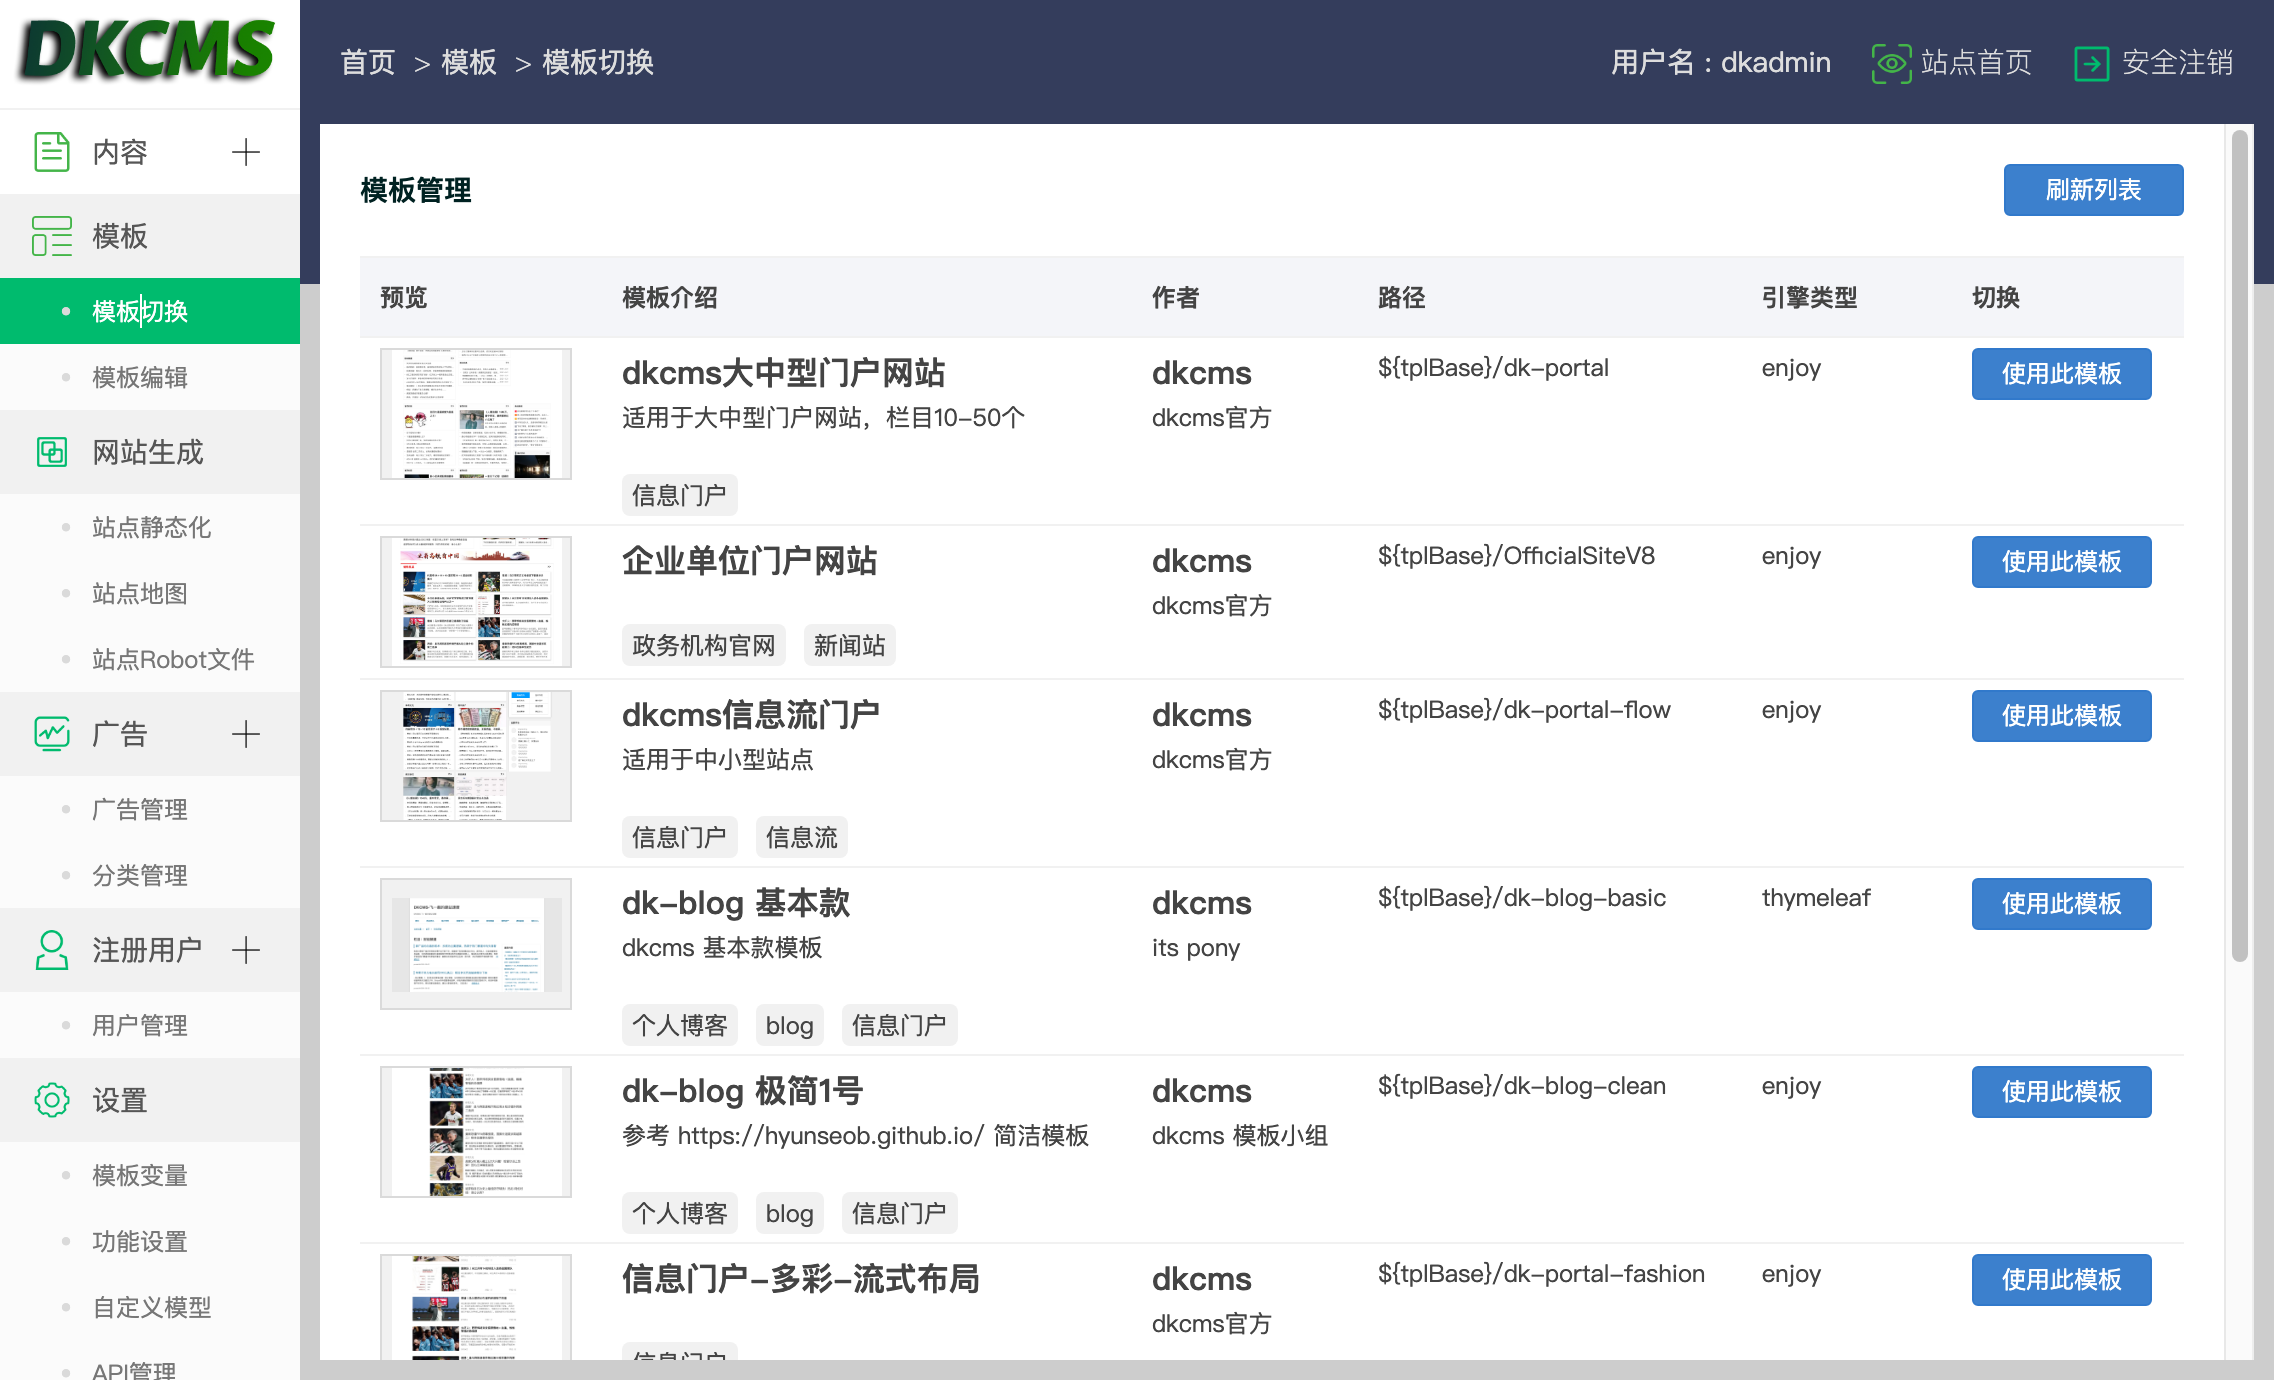 DKCMS
首页 > 模板 > 模板切换
用户名：dkadmin
站点首页
安全注销
内容
模板
模板切换
模板编辑
网站生成
站点静态化
站点地图
站点Robot文件
广告
广告管理
分类管理
注册用户
用户管理
设置
模板变量
功能设置
自定义模型
API管理
模板管理
刷新列表
预览 模板介绍 作者 路径 引擎类型 切换
dkcms大中型门户网站 dkcms ${tplBase}/dk-portal enjoy 使用此模板
适用于大中型门户网站，栏目10-50个 dkcms官方
信息门户
企业单位门户网站 dkcms ${tplBase}/OfficialSiteV8 enjoy 使用此模板
dkcms官方
政务机构官网 新闻站
dkcms信息流门户 dkcms ${tplBase}/dk-portal-flow enjoy 使用此模板
适用于中小型站点 dkcms官方
信息门户 信息流
dk-blog 基本款 dkcms ${tplBase}/dk-blog-basic thymeleaf 使用此模板
dkcms 基本款模板 its pony
个人博客 blog 信息门户
dk-blog 极简1号 dkcms ${tplBase}/dk-blog-clean enjoy 使用此模板
参考 https://hyunseob.github.io/ 简洁模板 dkcms 模板小组
个人博客 blog 信息门户
信息门户-多彩-流式布局 dkcms ${tplBase}/dk-portal-fashion enjoy 使用此模板
dkcms官方
信息门户